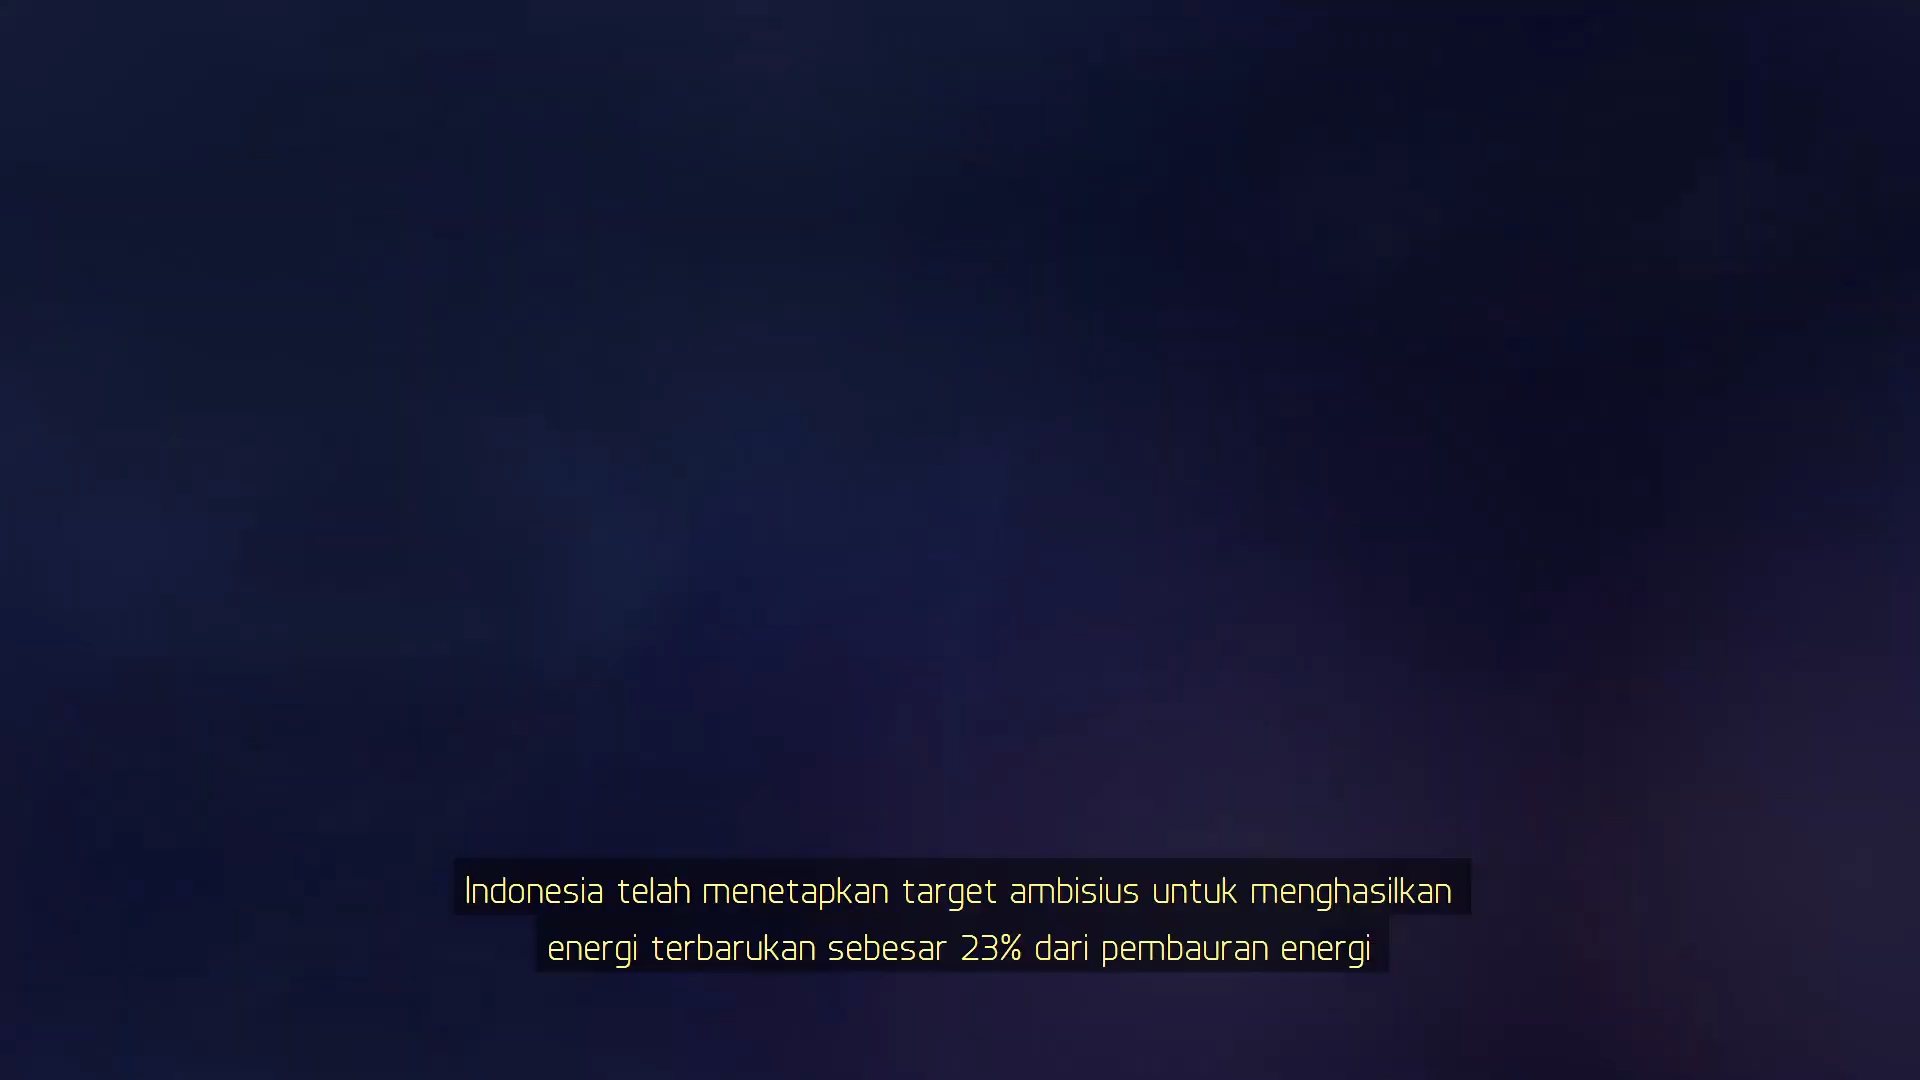 Indonesia telah menetapkan target ambisius untuk menghasilkan
energi terbarukan sebesar 23% dari pembauran energi